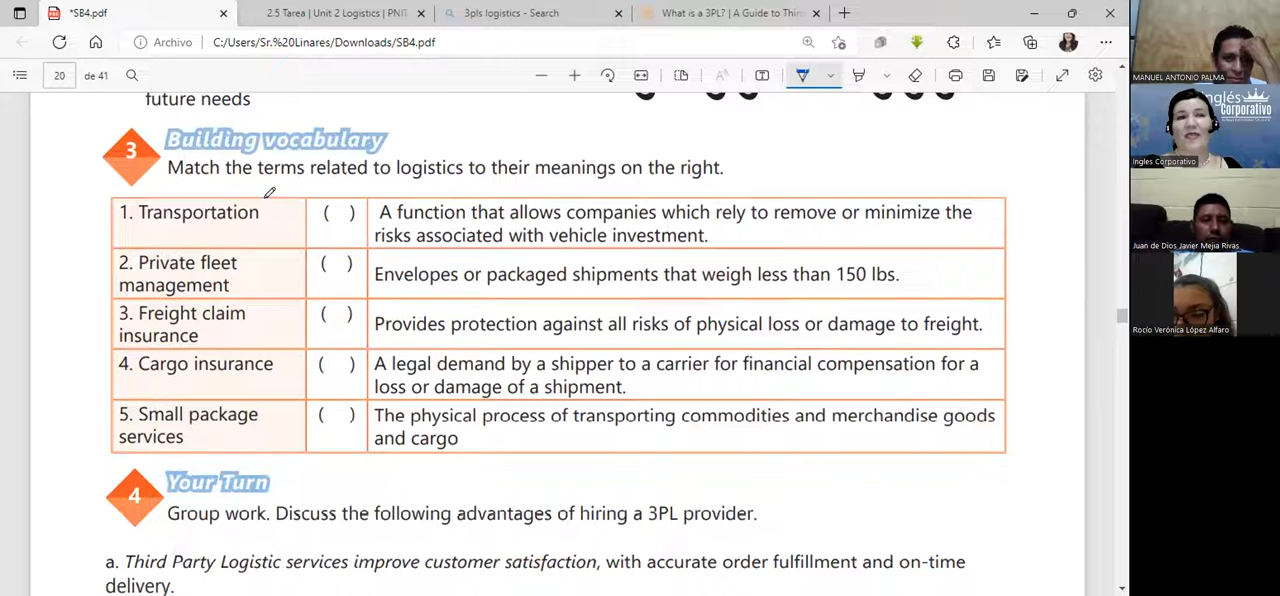 *SB4.pdf
2.5 Tarea | Unit 2 Logistics | PNIT
3pls logistics - Search
What is a 3PL? | A Guide to Thir
Archivo
C:/Users/Sr.%20Linares/Downloads/SB4.pdf
20 de 41
future needs
3 Building vocabulary
Match the terms related to logistics to their meanings on the right.
1. Transportation ( ) A function that allows companies which rely to remove or minimize the
risks associated with vehicle investment.
2. Private fleet
management ( ) Envelopes or packaged shipments that weigh less than 150 lbs.
3. Freight claim
insurance ( ) Provides protection against all risks of physical loss or damage to freight.
4. Cargo insurance ( ) A legal demand by a shipper to a carrier for financial compensation for a
loss or damage of a shipment.
5. Small package
services ( ) The physical process of transporting commodities and merchandise goods
and cargo
4 Your Turn
Group work. Discuss the following advantages of hiring a 3PL provider.
a. Third Party Logistic services improve customer satisfaction, with accurate order fulfillment and on-time
delivery.
MANUEL ANTONIO PALMA
Inglés
Corporativo
Ingles Corporativo
Juan de Dios Javier Mejia Rivas
Rocío Verónica López Alfaro